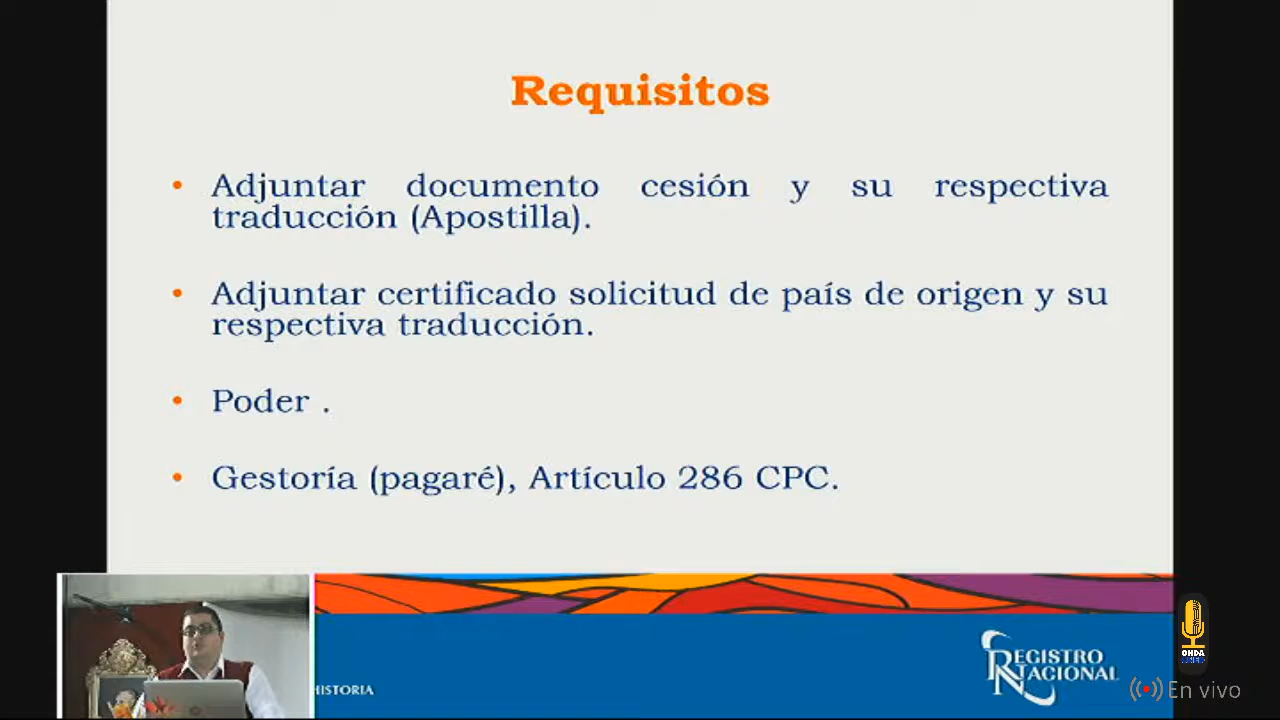 Requisitos
• Adjuntar documento cesión y su respectiva
traducción (Apostilla).
• Adjuntar certificado solicitud de país de origen y su
respectiva traducción.
• Poder .
• Gestoría (pagaré), Artículo 286 CPC.
HISTORIA
REGISTRO
NACIONAL
ONDA
UNED
En vivo